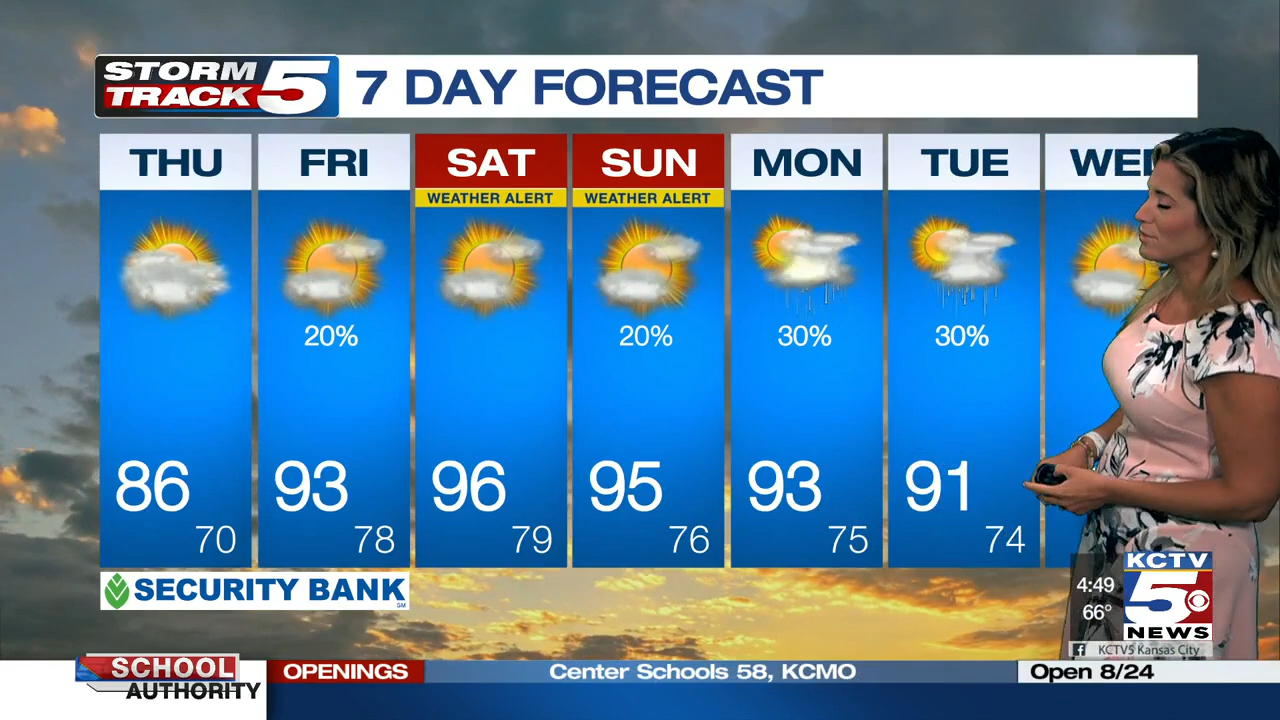 STORM TRACK 5
7 DAY FORECAST
THU FRI SAT SUN MON TUE WE
WEATHER ALERT WEATHER ALERT
20% 20% 30% 30%
86 93 96 95 93 91
70 78 79 76 75 74
SECURITY BANK
SM
4:49
66°
KCTV
5
NEWS
f KCTV5 Kansas City
SCHOOL
AUTHORITY
OPENINGS Center Schools 58, KCMO Open 8/24